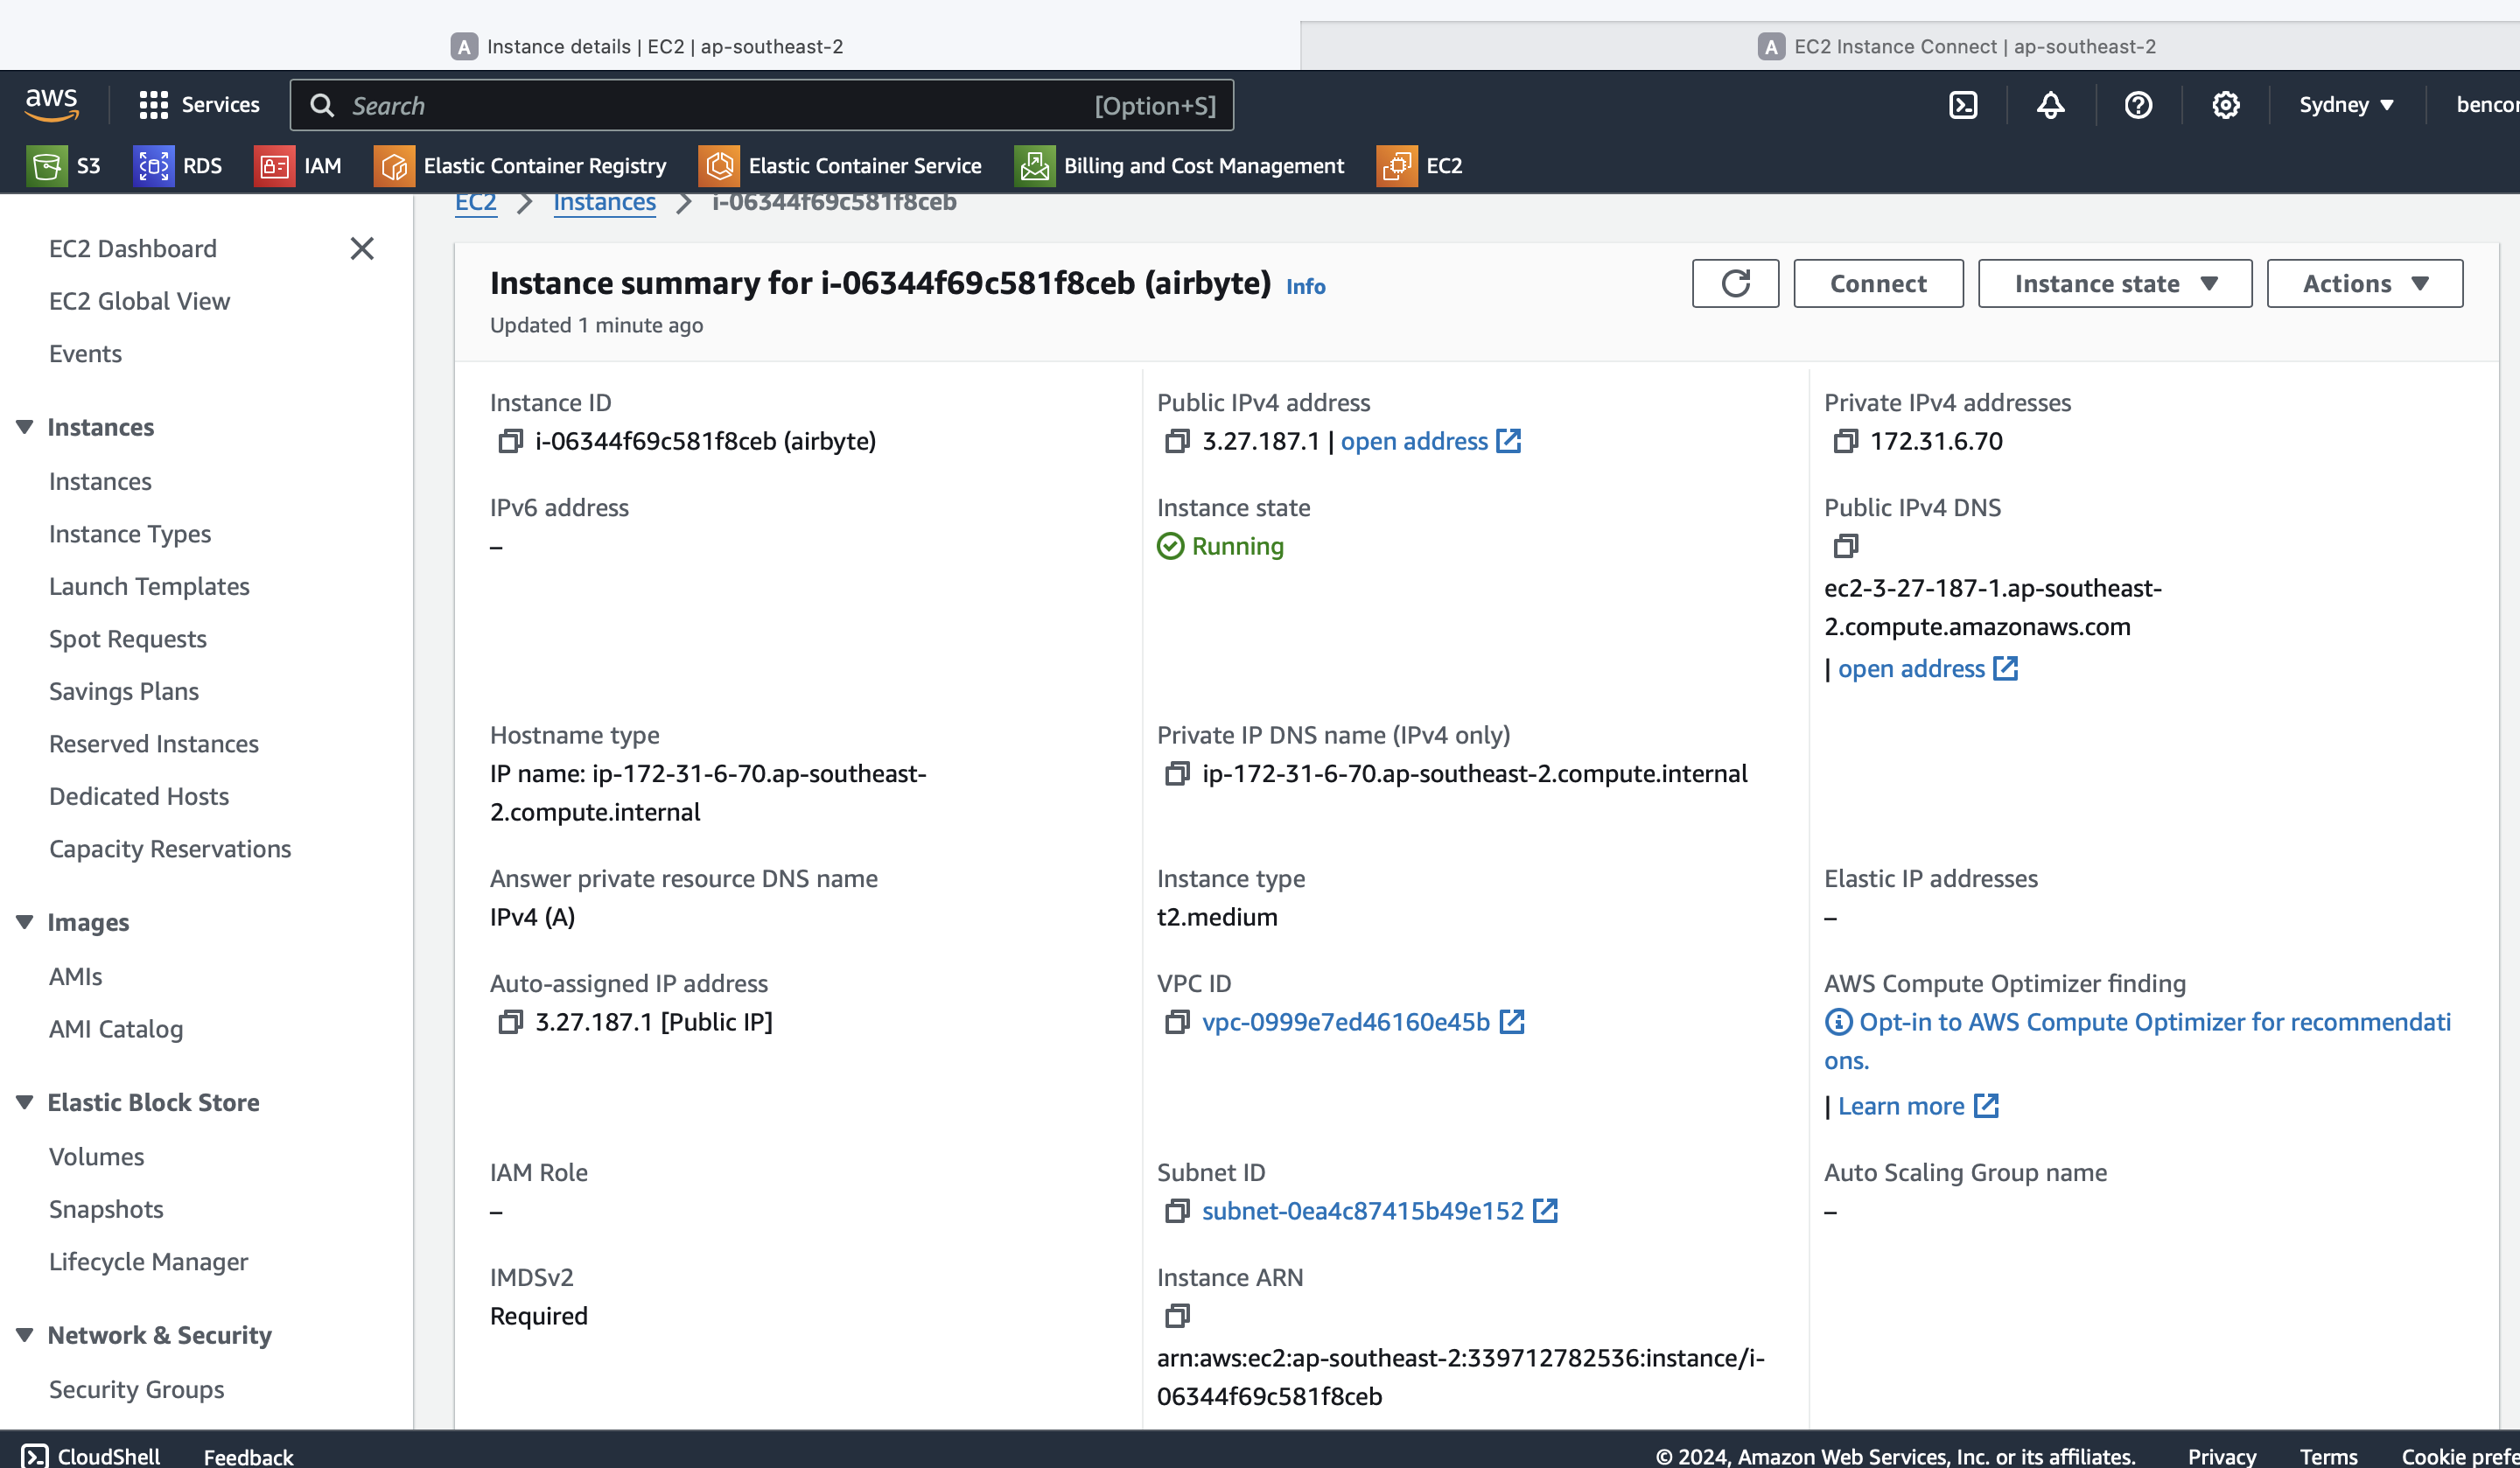 Instance details | EC2 | ap-southeast-2
EC2 Instance Connect | ap-southeast-2
aws
Services
Search
[Option+S]
Sydney
S3
RDS
IAM
Elastic Container Registry
Elastic Container Service
Billing and Cost Management
EC2
EC2
Instances
i-06344f69c581f8ceb
EC2 Dashboard
EC2 Global View
Events
Instances
Instances
Instance Types
Launch Templates
Spot Requests
Savings Plans
Reserved Instances
Dedicated Hosts
Capacity Reservations
Images
AMIs
AMI Catalog
Elastic Block Store
Volumes
Snapshots
Lifecycle Manager
Network & Security
Security Groups
Instance summary for i-06344f69c581f8ceb (airbyte) Info
Updated 1 minute ago
Connect
Instance state
Actions
Instance ID
i-06344f69c581f8ceb (airbyte)
Public IPv4 address
3.27.187.1 | open address
Private IPv4 addresses
172.31.6.70
IPv6 address
–
Instance state
Running
Public IPv4 DNS
ec2-3-27-187-1.ap-southeast-
2.compute.amazonaws.com
| open address
Hostname type
IP name: ip-172-31-6-70.ap-southeast-
2.compute.internal
Private IP DNS name (IPv4 only)
ip-172-31-6-70.ap-southeast-2.compute.internal
Answer private resource DNS name
IPv4 (A)
Instance type
t2.medium
Elastic IP addresses
–
Auto-assigned IP address
3.27.187.1 [Public IP]
VPC ID
vpc-0999e7ed46160e45b
AWS Compute Optimizer finding
Opt-in to AWS Compute Optimizer for recommendati
ons.
| Learn more
IAM Role
–
Subnet ID
subnet-0ea4c87415b49e152
Auto Scaling Group name
–
IMDSv2
Required
Instance ARN
arn:aws:ec2:ap-southeast-2:339712782536:instance/i-
06344f69c581f8ceb
CloudShell
Feedback
© 2024, Amazon Web Services, Inc. or its affiliates.
Privacy
Terms
Cookie